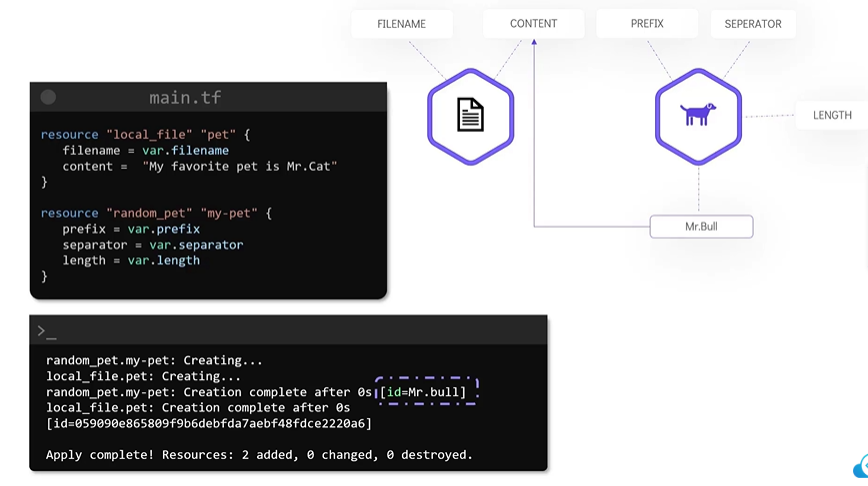 FILENAME
CONTENT
PREFIX
SEPERATOR
LENGTH
Mr.Bull
main.tf
resource "local_file" "pet" {
filename = var.filename
content = "My favorite pet is Mr.Cat"
}
resource "random_pet" "my-pet" {
prefix = var.prefix
separator = var.separator
length = var.length
}
>_
random_pet.my-pet: Creating...
local_file.pet: Creating...
random_pet.my-pet: Creation complete after 0s [id=Mr.bull]
local_file.pet: Creation complete after 0s
[id=059090e865809f9b6debfda7aebf48fdce2220a6]
Apply complete! Resources: 2 added, 0 changed, 0 destroyed.